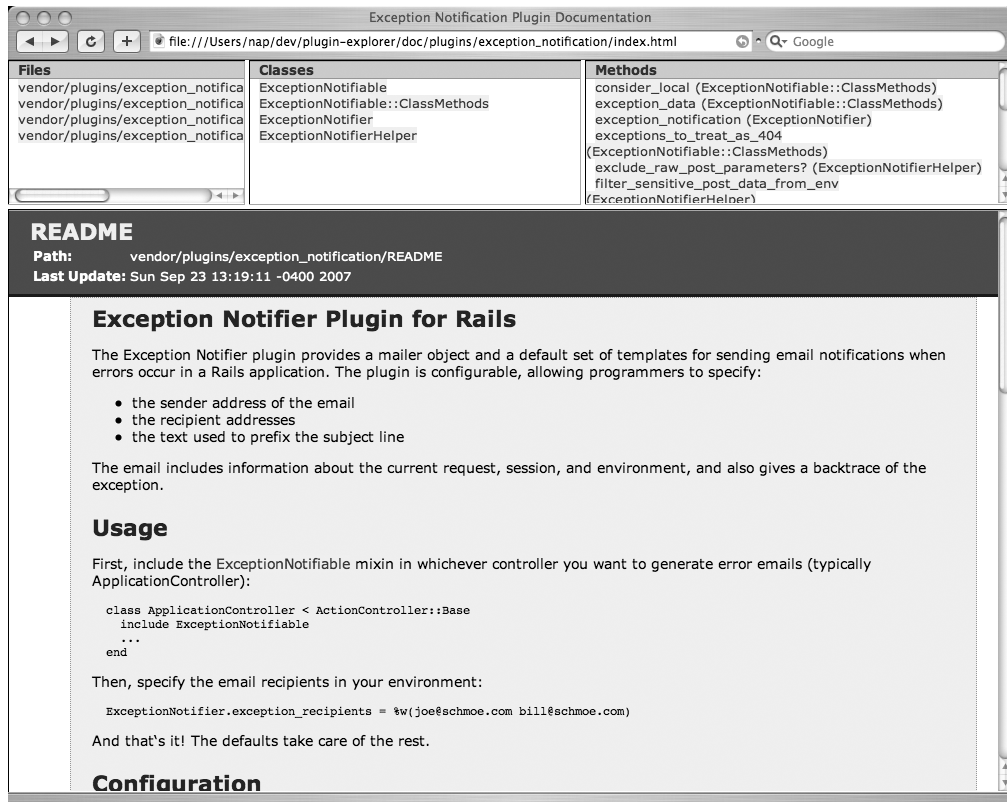 Exception Notification Plugin Documentation
file:///Users/nap/dev/plugin-explorer/doc/plugins/exception_notification/index.html
Google
Files
vendor/plugins/exception_notifica
vendor/plugins/exception_notifica
vendor/plugins/exception_notifica
vendor/plugins/exception_notifica
Classes
ExceptionNotifiable
ExceptionNotifiable::ClassMethods
ExceptionNotifier
ExceptionNotifierHelper
Methods
consider_local (ExceptionNotifiable::ClassMethods)
exception_data (ExceptionNotifiable::ClassMethods)
exception_notification (ExceptionNotifier)
exceptions_to_treat_as_404
(ExceptionNotifiable::ClassMethods)
exclude_raw_post_parameters? (ExceptionNotifierHelper)
filter_sensitive_post_data_from_env
(ExceptionNotifierHelper)
README
Path: vendor/plugins/exception_notification/README
Last Update: Sun Sep 23 13:19:11 -0400 2007
Exception Notifier Plugin for Rails
The Exception Notifier plugin provides a mailer object and a default set of templates for sending email notifications when
errors occur in a Rails application. The plugin is configurable, allowing programmers to specify:
• the sender address of the email
• the recipient addresses
• the text used to prefix the subject line
The email includes information about the current request, session, and environment, and also gives a backtrace of the
exception.
Usage
First, include the ExceptionNotifiable mixin in whichever controller you want to generate error emails (typically
ApplicationController):
class ApplicationController < ActionController::Base
include ExceptionNotifiable
...
end
Then, specify the email recipients in your environment:
ExceptionNotifier.exception_recipients = %w(joe@schmoe.com bill@schmoe.com)
And that‘s it! The defaults take care of the rest.
Configuration